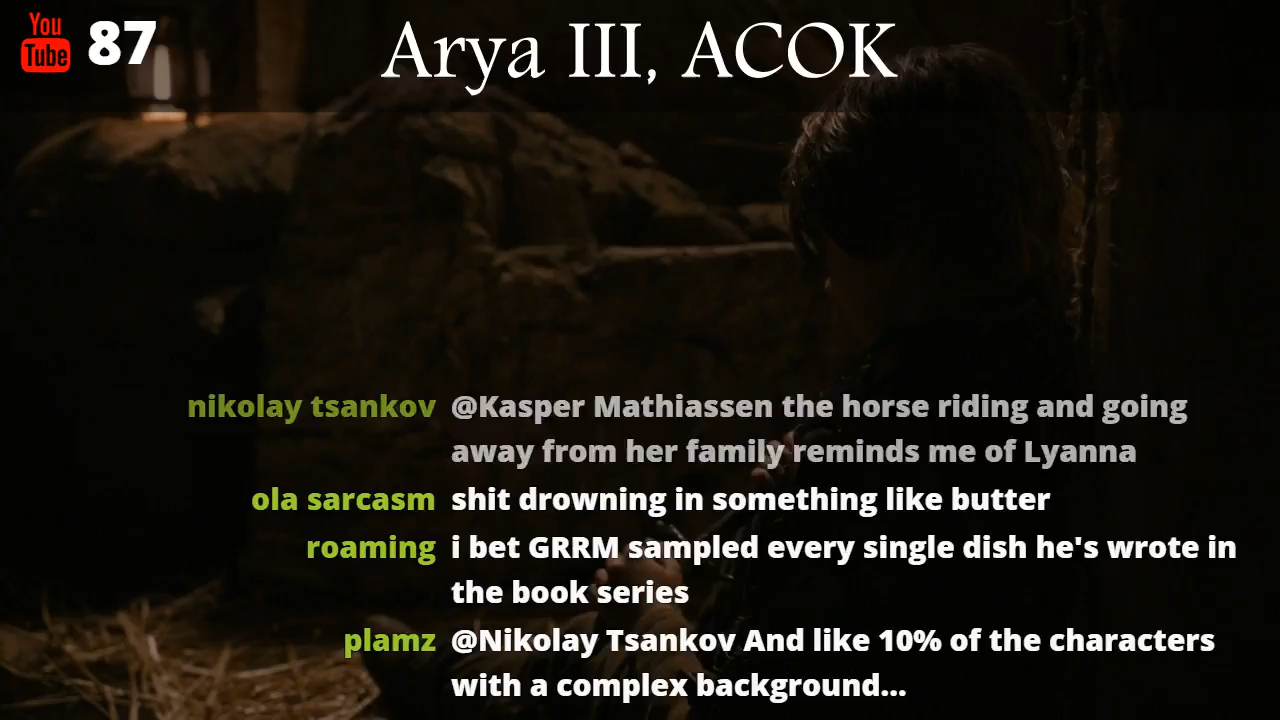 You Tube 87
Arya III, ACOK
nikolay tsankov @Kasper Mathiassen the horse riding and going
away from her family reminds me of Lyanna
ola sarcasm shit drowning in something like butter
roaming i bet GRRM sampled every single dish he's wrote in
the book series
plamz @Nikolay Tsankov And like 10% of the characters
with a complex background...